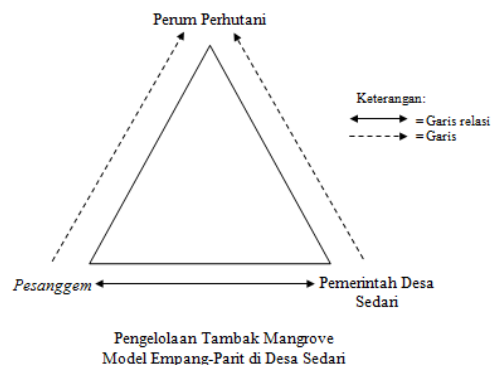 Perum Perhutani
Keterangan:
= Garis relasi
= Garis
Pesanggem
Pemerintah Desa
Sedari
Pengelolaan Tambak Mangrove
Model Empang-Parit di Desa Sedari